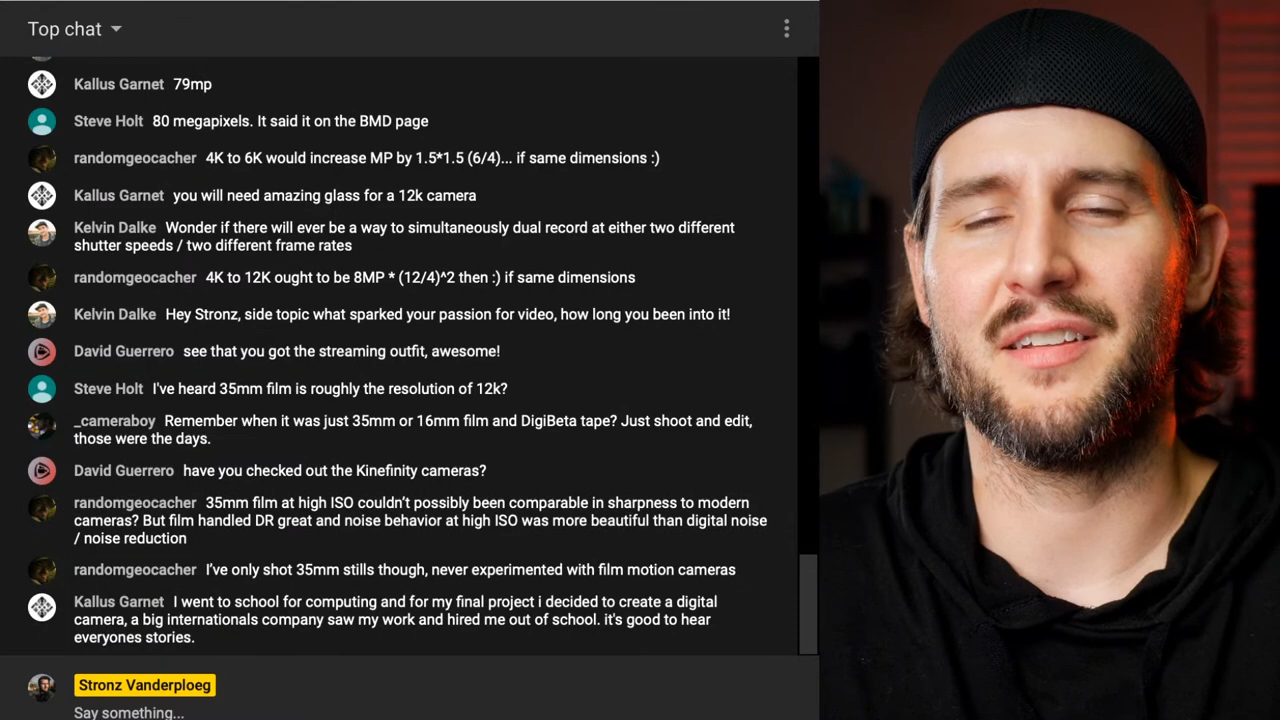 Top chat
Kallus Garnet 79mp
Steve Holt 80 megapixels. It said it on the BMD page
randomgeocacher 4K to 6K would increase MP by 1.5*1.5 (6/4)... if same dimensions :)
Kallus Garnet you will need amazing glass for a 12k camera
Kelvin Dalke Wonder if there will ever be a way to simultaneously dual record at either two different
shutter speeds / two different frame rates
randomgeocacher 4K to 12K ought to be 8MP * (12/4)^2 then :) if same dimensions
Kelvin Dalke Hey Stronz, side topic what sparked your passion for video, how long you been into it!
David Guerrero see that you got the streaming outfit, awesome!
Steve Holt I've heard 35mm film is roughly the resolution of 12k?
_cameraboy Remember when it was just 35mm or 16mm film and DigiBeta tape? Just shoot and edit,
those were the days.
David Guerrero have you checked out the Kinefinity cameras?
randomgeocacher 35mm film at high ISO couldn't possibly been comparable in sharpness to modern
cameras? But film handled DR great and noise behavior at high ISO was more beautiful than digital noise
/ noise reduction
randomgeocacher I've only shot 35mm stills though, never experimented with film motion cameras
Kallus Garnet I went to school for computing and for my final project i decided to create a digital
camera, a big internationals company saw my work and hired me out of school. it's good to hear
everyones stories.
Stronz Vanderploeg
Say something...